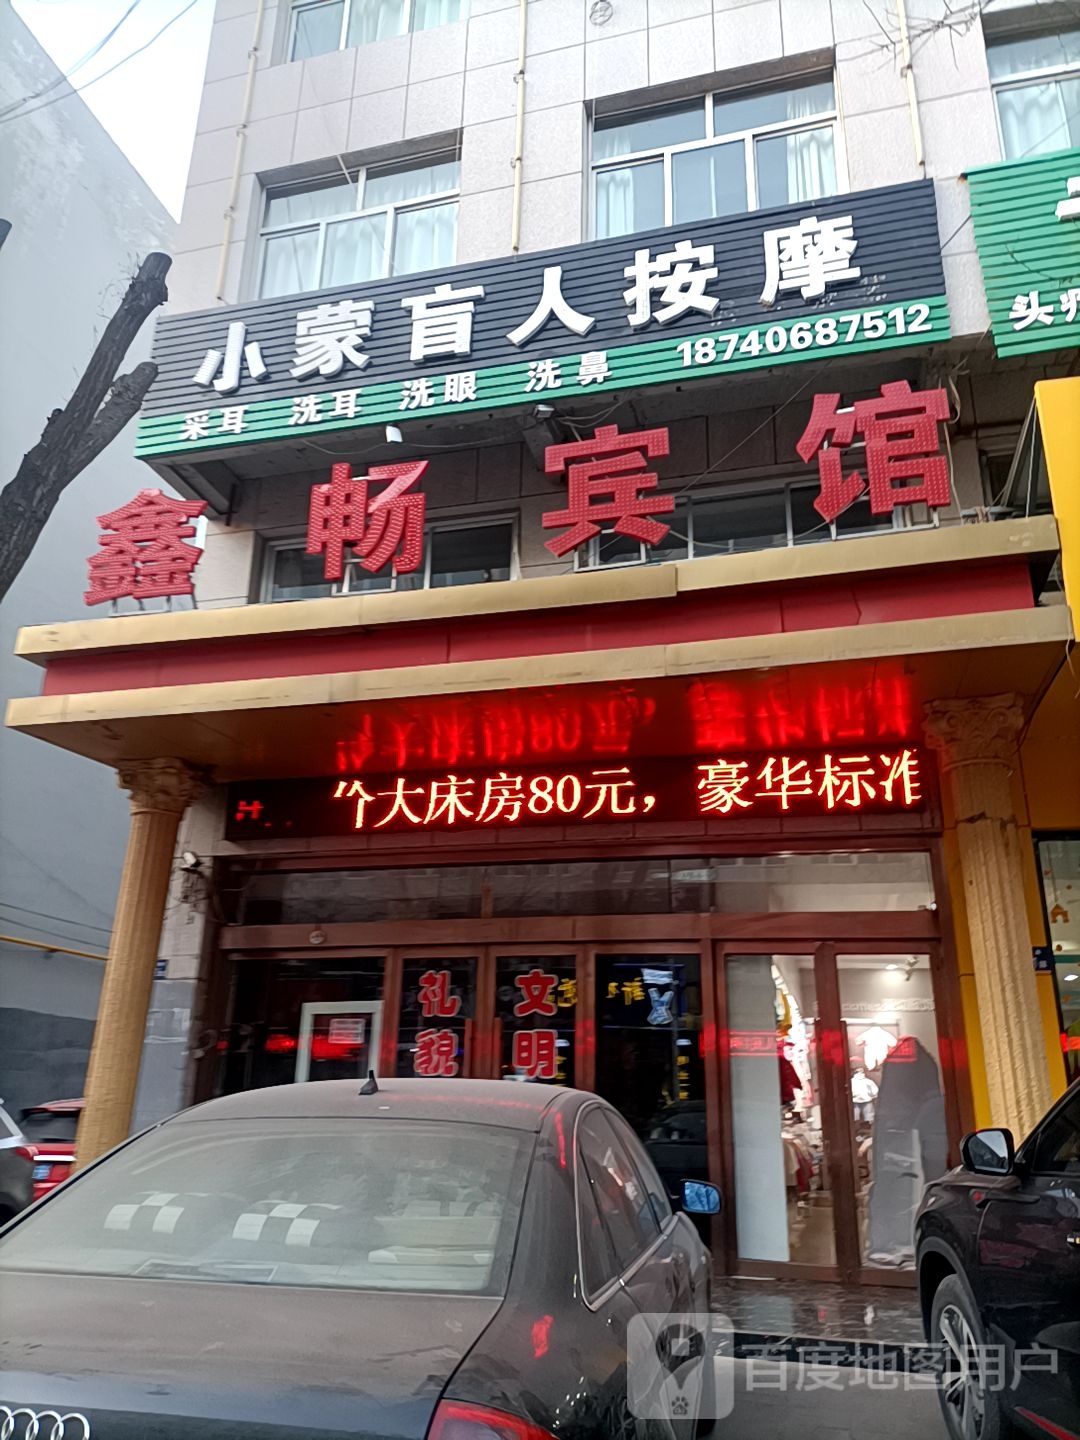 小蒙盲人按摩
采耳 洗耳 洗眼 洗鼻 18740687512
头
鑫畅宾馆
大床房80元，豪华标准
礼貌
文明
百度地图用户